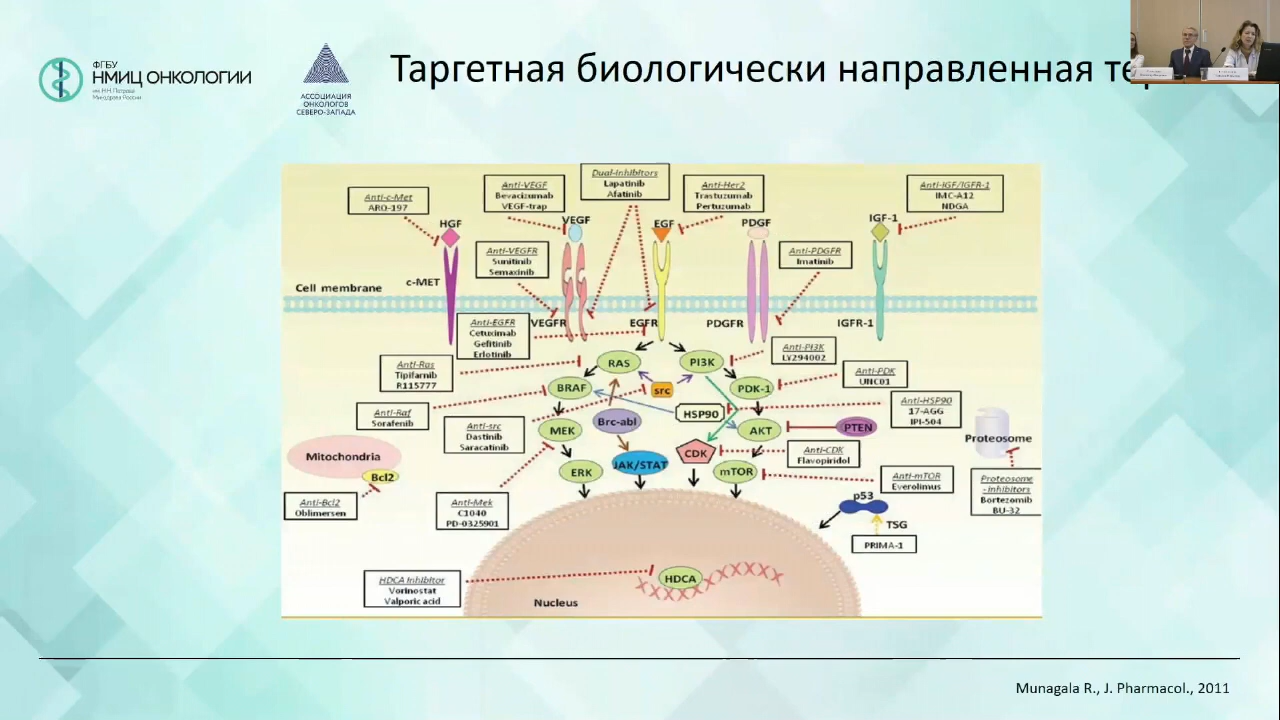 ФГБУ
НМИЦ ОНКОЛОГИИ
им. Н.Н. Петрова
Минздрава России
АССОЦИАЦИЯ
ОНКОЛОГОВ
СЕВЕРО-ЗАПАДА
Таргетная биологически направленная те
Anti-c-Met
ARQ-197
Anti-VEGF
Bevacizumab
VEGF-trap
Dual-inhibitors
Lapatinib
Afatinib
Anti-Her2
Trastuzumab
Pertuzumab
Anti-IGF/IGFR-1
IMC-A12
NDGA
HGF
VEGF
EGF
PDGF
IGF-1
Anti-VEGFR
Sunitinib
Semaxinib
Anti-PDGFR
Imatinib
Cell membrane
c-MET
VEGFR
EGFR
PDGFR
IGFR-1
Anti-EGFR
Cetuximab
Gefitinib
Erlotinib
Anti-Ras
Tipifarnib
R115777
RAS
PI3K
Anti-PI3K
LY294002
Anti-PDK
UNC01
BRAF
src
PDK-1
Anti-Raf
Sorafenib
Anti-src
Dastinib
Saracatinib
Brc-abl
HSP90
Anti-HSP90
17-AGG
IPI-504
MEK
AKT
PTEN
Proteosome
Mitochondria
Bcl2
CDK
Anti-CDK
Flavopiridol
ERK
JAK/STAT
mTOR
Anti-mTOR
Everolimus
Proteosome
-inhibitors
Bortezomib
BU-32
Anti-Bcl2
Oblimersen
Anti-Mek
C1040
PD-0325901
p53
TSG
PRIMA-1
HDCA Inhibitor
Vorinostat
Valporic acid
HDCA
Nucleus
Munagala R., J. Pharmacol., 2011